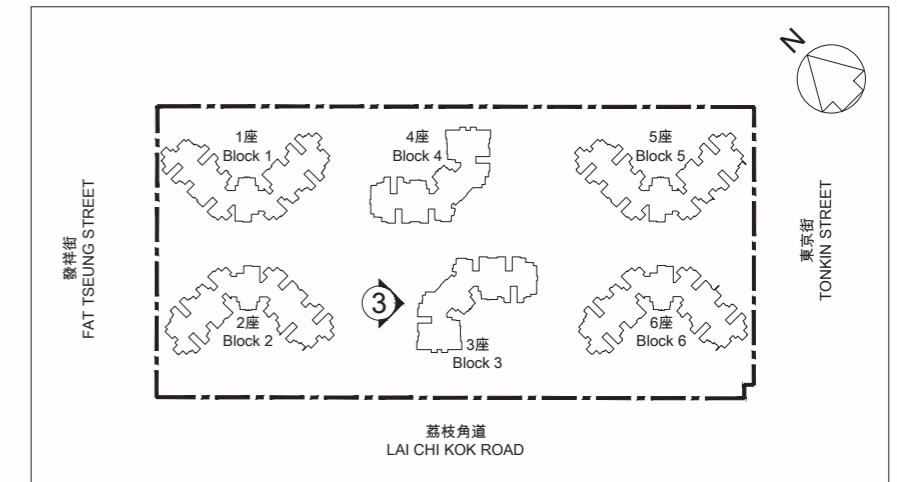 N
1座
Block 1
4座
Block 4
5座
Block 5
發祥街
FAT TSEUNG STREET
東京街
TONKIN STREET
2座
Block 2
3
3座
Block 3
6座
Block 6
荔枝角道
LAI CHI KOK ROAD